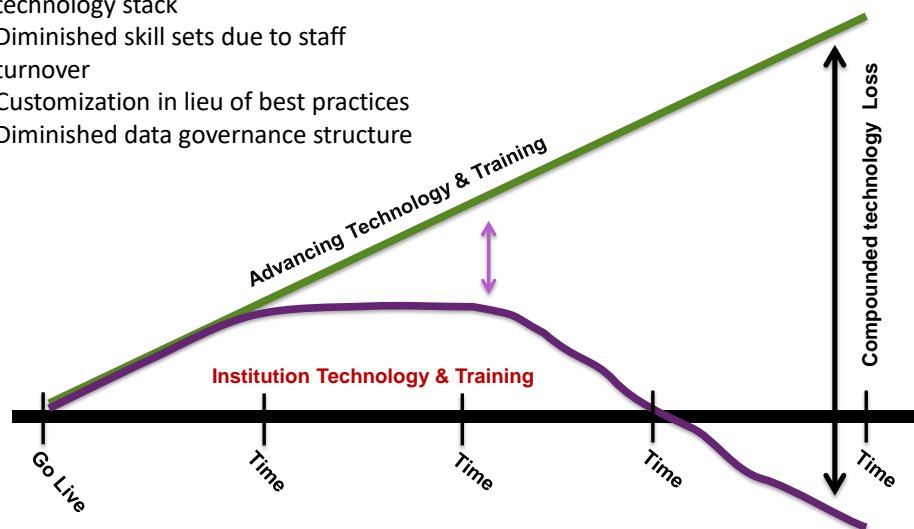 technology stack
Diminished skill sets due to staff
turnover
Customization in lieu of best practices
Diminished data governance structure
Advancing Technology & Training
Compounded technology Loss
Institution Technology & Training
Go Live
Time
Time
Time
Time